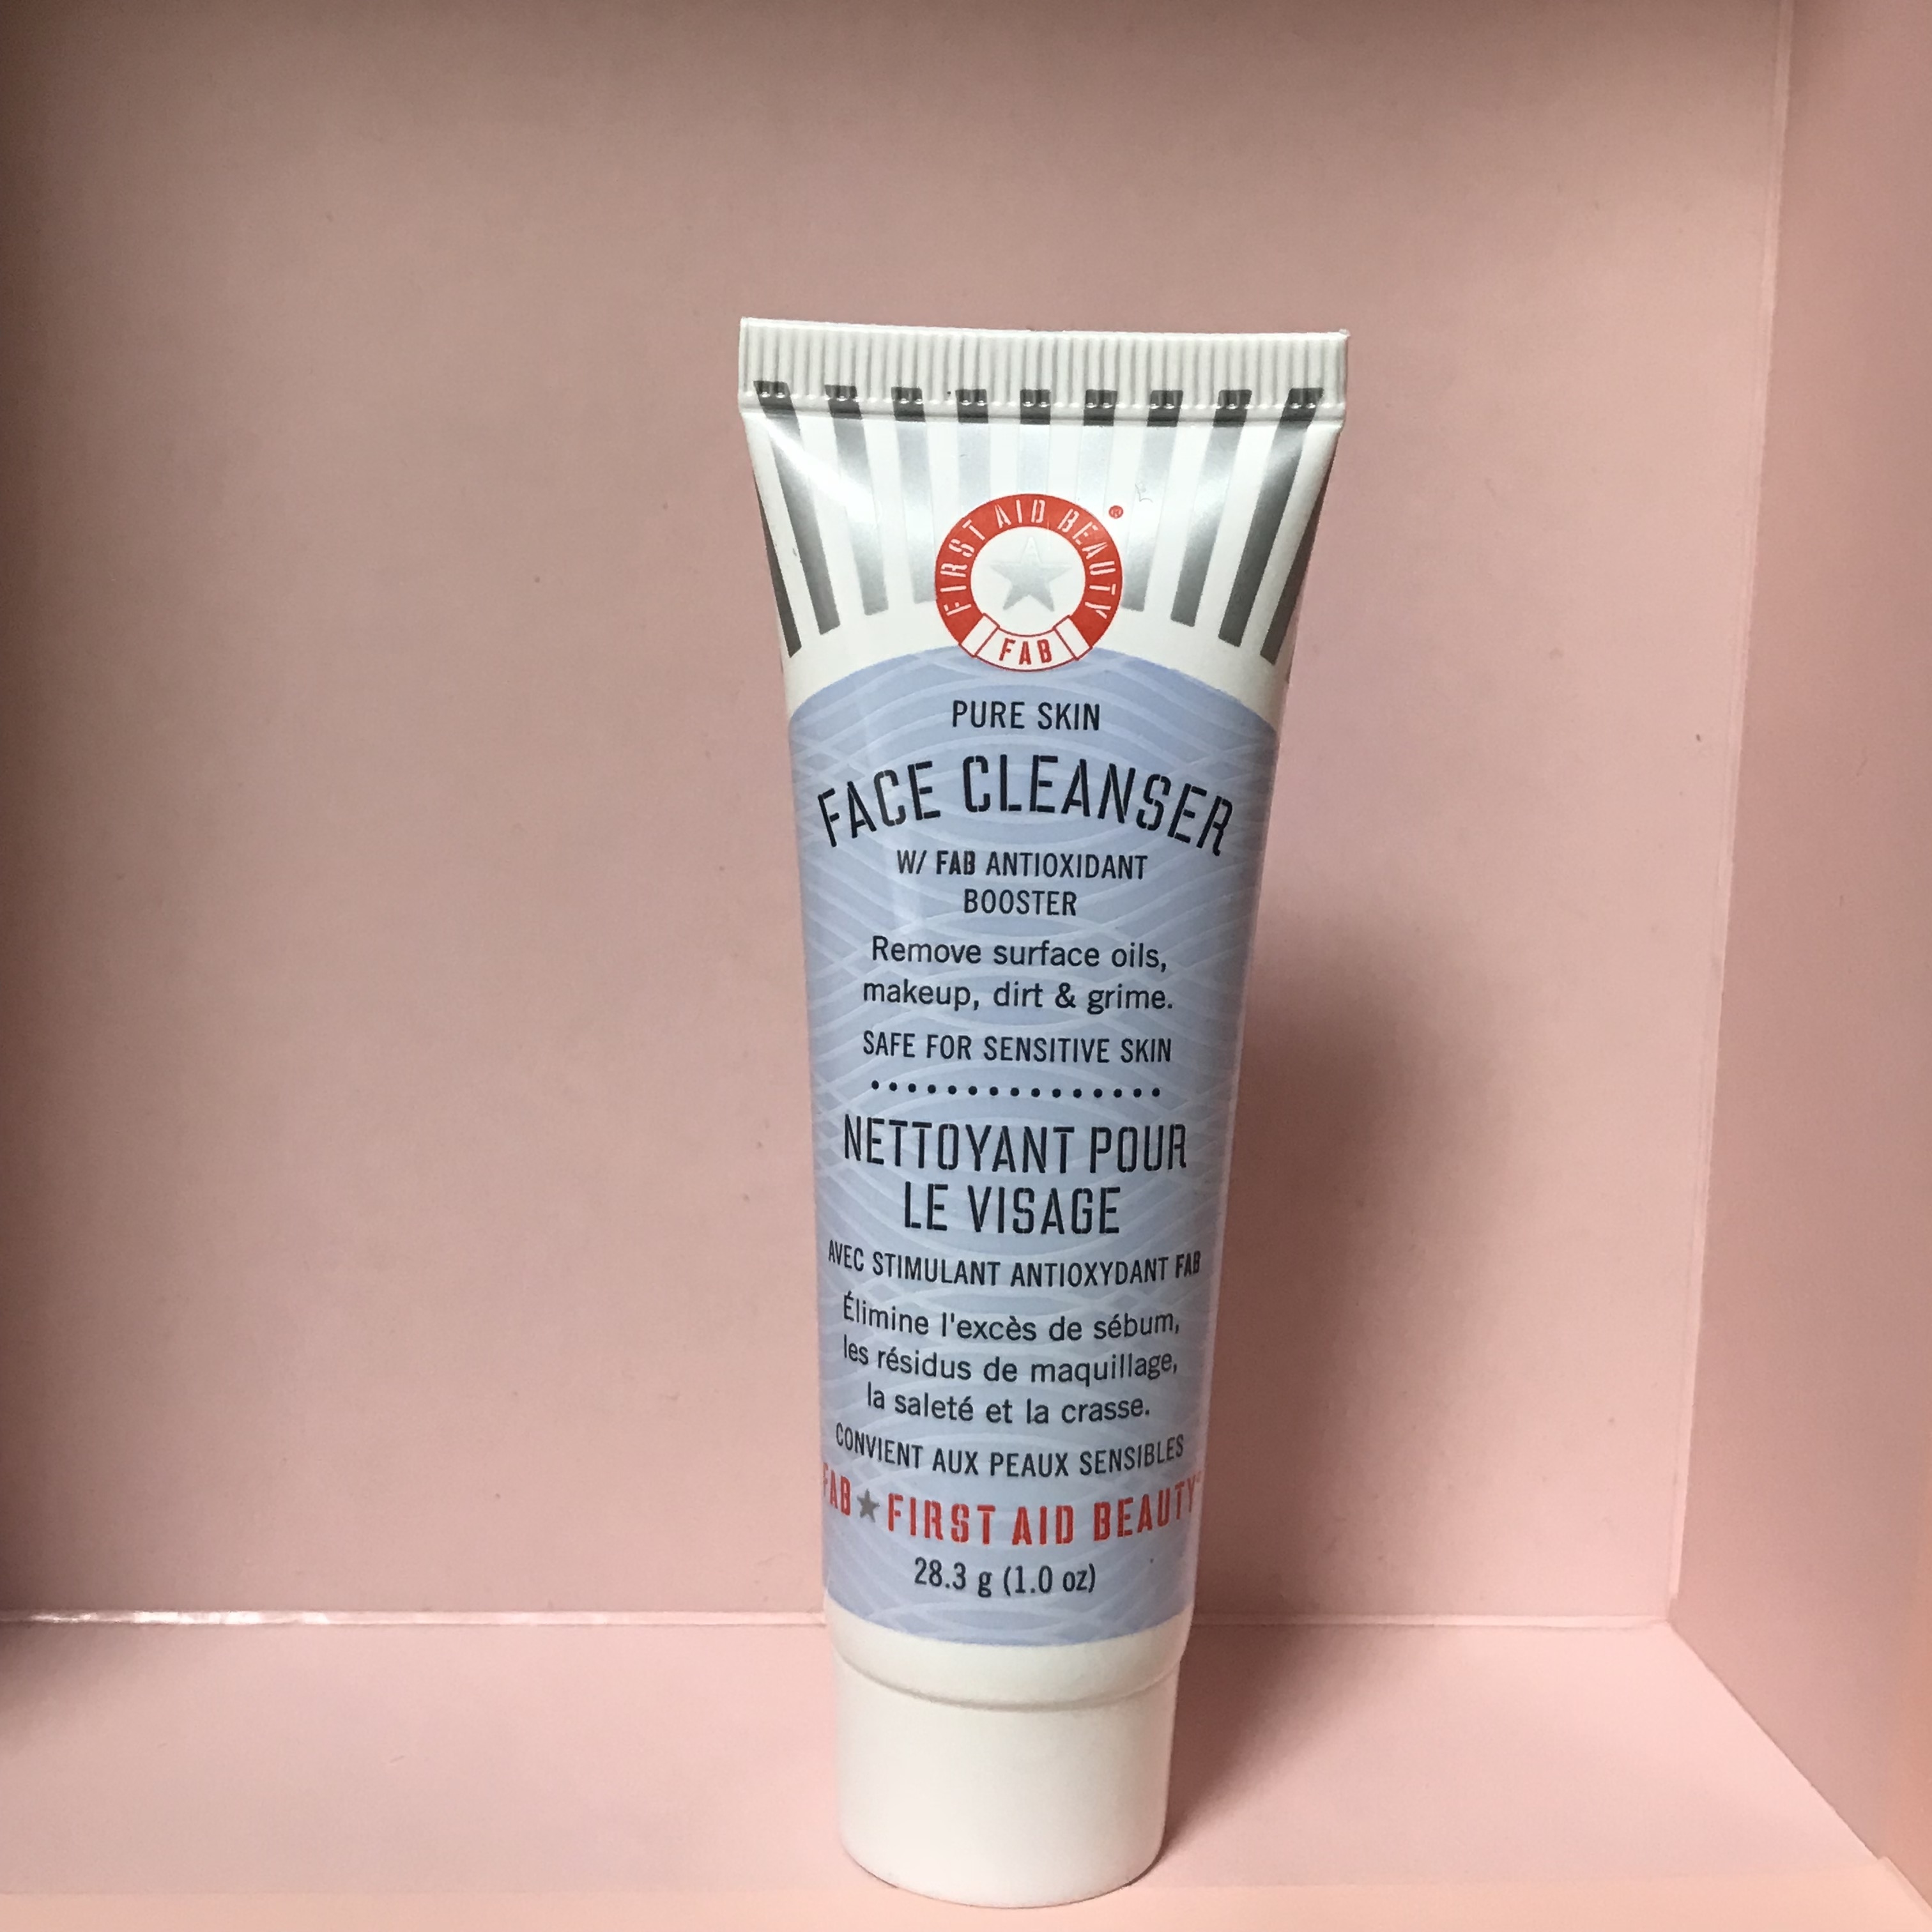 FIRST AID BEAUTY®
FAB
PURE SKIN
FACE CLEANSER
W/ FAB ANTIOXIDANT
BOOSTER
Remove surface oils,
makeup, dirt & grime.
SAFE FOR SENSITIVE SKIN
NETTOYANT POUR
LE VISAGE
AVEC STIMULANT ANTIOXYDANT FAB
Élimine l'excès de sébum,
les résidus de maquillage,
la saleté et la crasse.
CONVIENT AUX PEAUX SENSIBLES
FAB★FIRST AID BEAUTY®
28.3 g (1.0 oz)